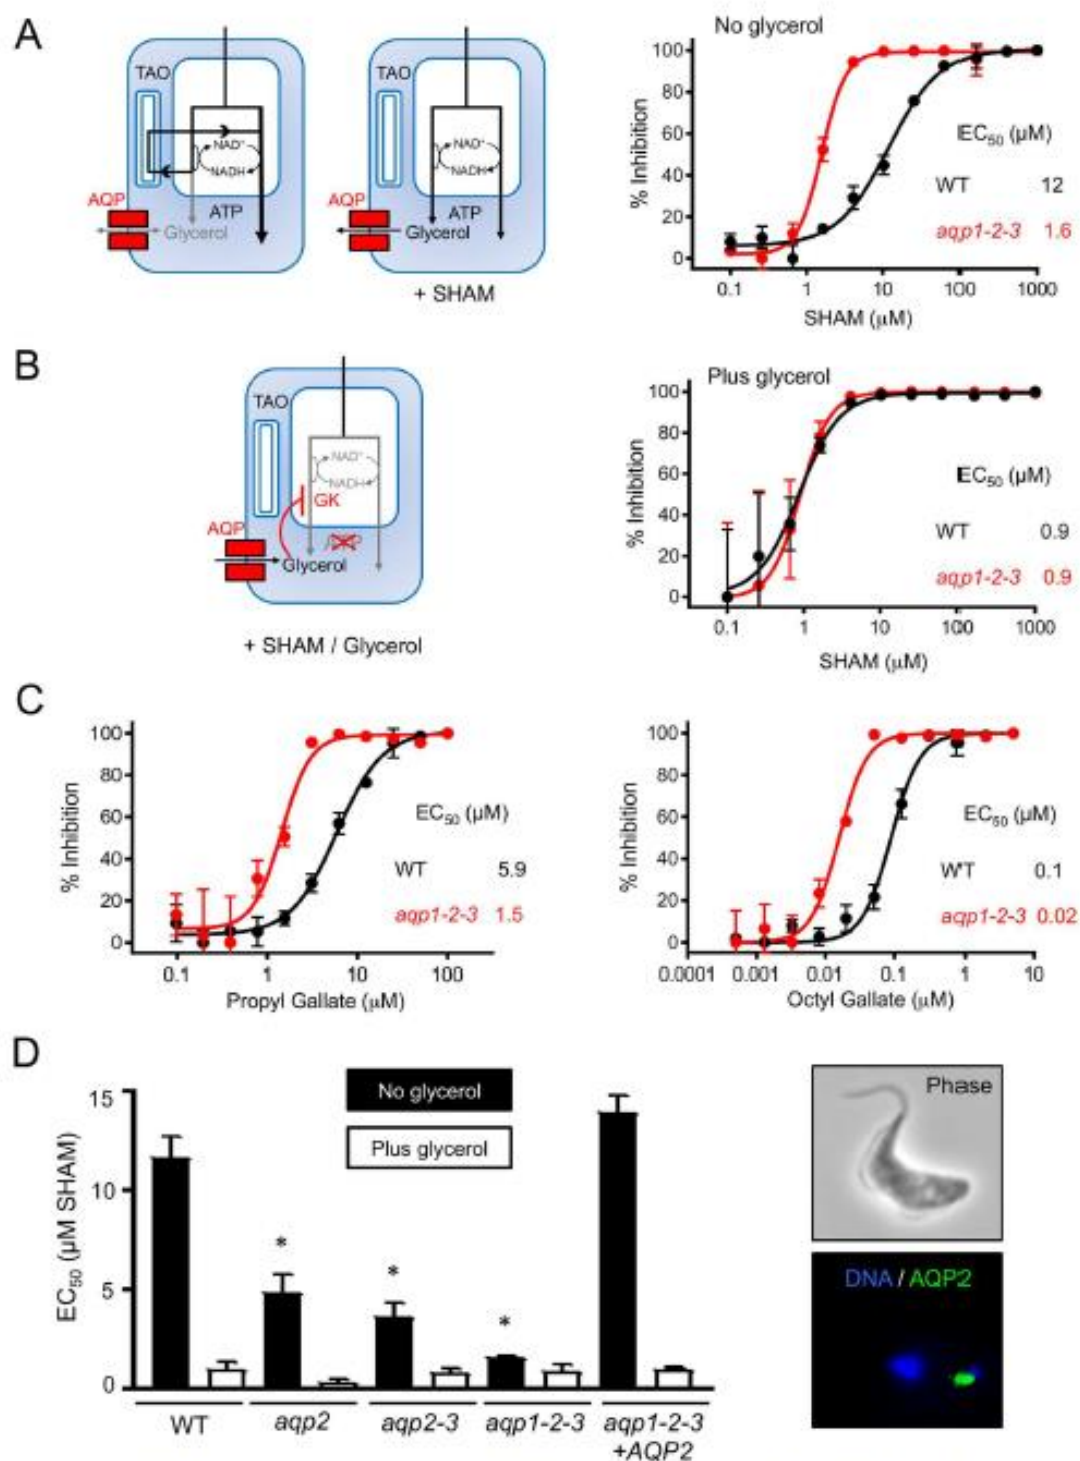 A
TAO
NAD⁺
NADH
AQP
ATP
Glycerol
TAO
NAD⁺
NADH
AQP
ATP
Glycerol
+ SHAM
No glycerol
% Inhibition
100
80
60
40
20
0
EC₅₀ (µM)
WT 12
aqp1-2-3 1.6
0.1 1 10 100 1000
SHAM (µM)
B
TAO
NAD⁺
NADH
GK
AQP
Glycerol
+ SHAM / Glycerol
Plus glycerol
% Inhibition
100
80
60
40
20
0
EC₅₀ (µM)
WT 0.9
aqp1-2-3 0.9
0.1 1 10 100 1000
SHAM (µM)
C
% Inhibition
100
80
60
40
20
0
EC₅₀ (µM)
WT 5.9
aqp1-2-3 1.5
0.1 1 10 100
Propyl Gallate (µM)
% Inhibition
100
80
60
40
20
0
EC₅₀ (µM)
WT 0.1
aqp1-2-3 0.02
0.0001 0.001 0.01 0.1 1 10
Octyl Gallate (µM)
D
EC₅₀ (µM SHAM)
15
10
5
0
No glycerol
Plus glycerol
* * *
WT aqp2 aqp2-3 aqp1-2-3 aqp1-2-3
+AQP2
Phase
DNA / AQP2